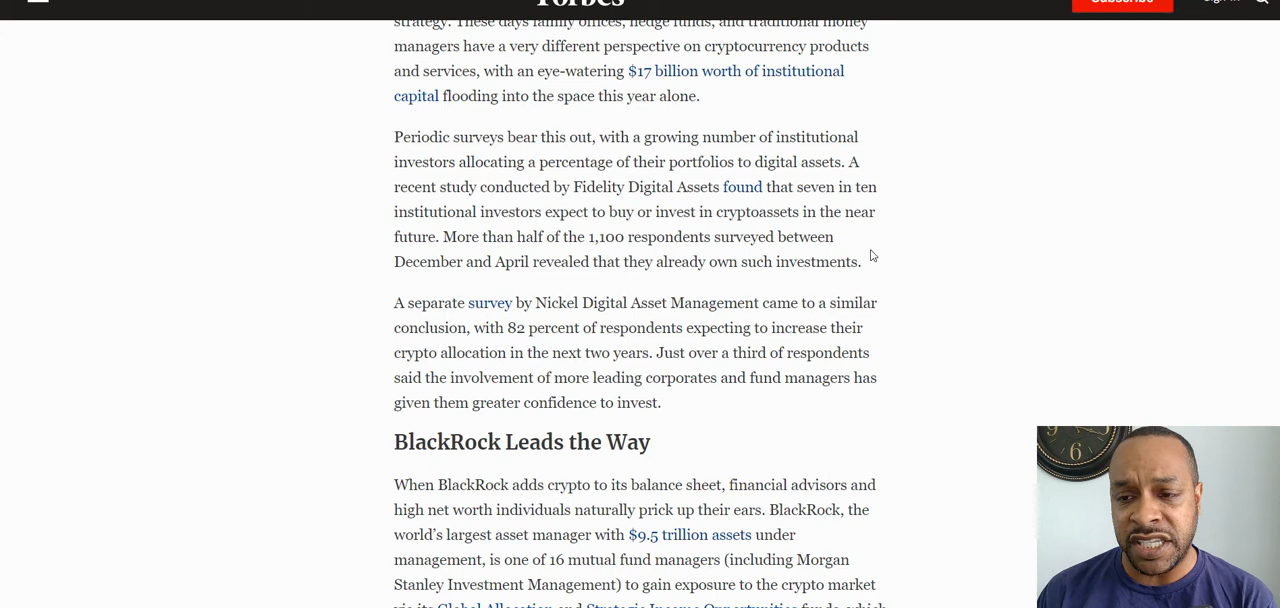 Forbes
Subscribe
Sign In
strategy. These days family offices, hedge funds, and traditional money
managers have a very different perspective on cryptocurrency products
and services, with an eye-watering $17 billion worth of institutional
capital flooding into the space this year alone.
Periodic surveys bear this out, with a growing number of institutional
investors allocating a percentage of their portfolios to digital assets. A
recent study conducted by Fidelity Digital Assets found that seven in ten
institutional investors expect to buy or invest in cryptoassets in the near
future. More than half of the 1,100 respondents surveyed between
December and April revealed that they already own such investments.
A separate survey by Nickel Digital Asset Management came to a similar
conclusion, with 82 percent of respondents expecting to increase their
crypto allocation in the next two years. Just over a third of respondents
said the involvement of more leading corporates and fund managers has
given them greater confidence to invest.
BlackRock Leads the Way
When BlackRock adds crypto to its balance sheet, financial advisors and
high net worth individuals naturally prick up their ears. BlackRock, the
world’s largest asset manager with $9.5 trillion assets under
management, is one of 16 mutual fund managers (including Morgan
Stanley Investment Management) to gain exposure to the crypto market
via its Global Allocation and Strategic Income Opportunities funds, which
6